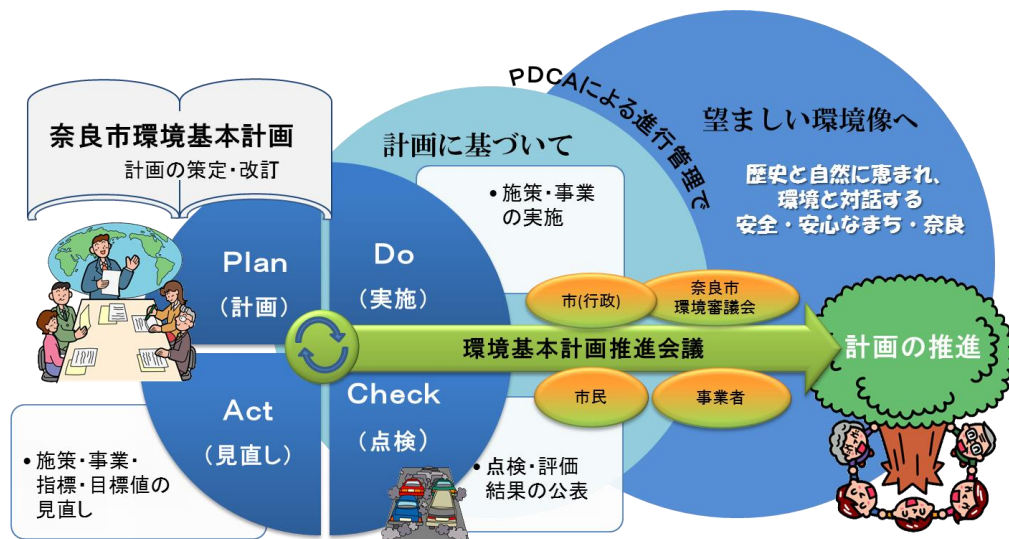 奈良市環境基本計画
計画の策定・改訂
計画に基づいて
PDCAによる進行管理で
望ましい環境像へ
歴史と自然に恵まれ、
環境と対話する
安全・安心なまち・奈良
Plan
（計画）
Do
（実施）
• 施策・事業
の実施
市(行政)
奈良市
環境審議会
環境基本計画推進会議
計画の推進
市民
事業者
Act
（見直し）
Check
（点検）
• 施策・事業・
指標・目標値の
見直し
• 点検・評価
結果の公表